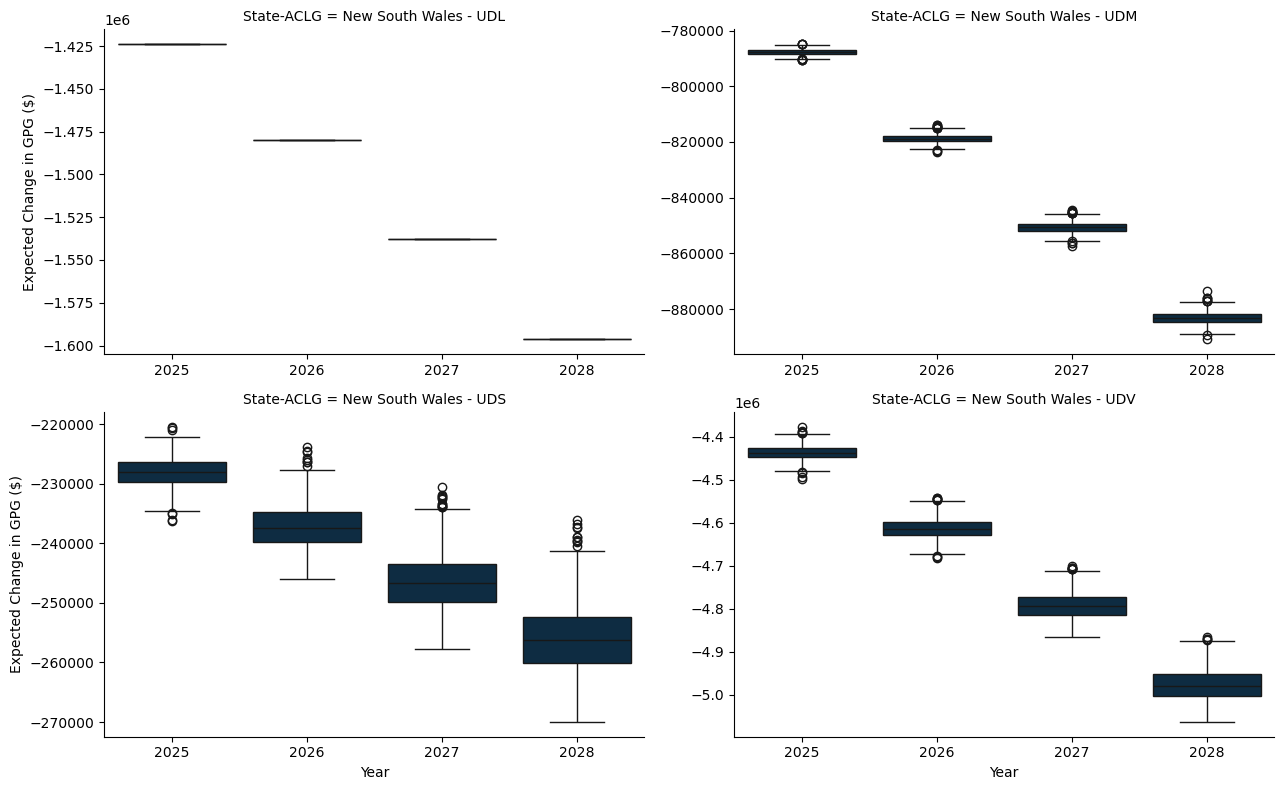 State-ACLG = New South Wales - UDL
1e6
−1.425
−1.450
−1.475
−1.500
−1.525
−1.550
−1.575
−1.600
Expected Change in GPG ($)
2025 2026 2027 2028
State-ACLG = New South Wales - UDM
−780000
−800000
−820000
−840000
−860000
−880000
2025 2026 2027 2028
State-ACLG = New South Wales - UDS
−220000
−230000
−240000
−250000
−260000
−270000
Expected Change in GPG ($)
2025 2026 2027 2028
Year
State-ACLG = New South Wales - UDV
1e6
−4.4
−4.5
−4.6
−4.7
−4.8
−4.9
−5.0
2025 2026 2027 2028
Year